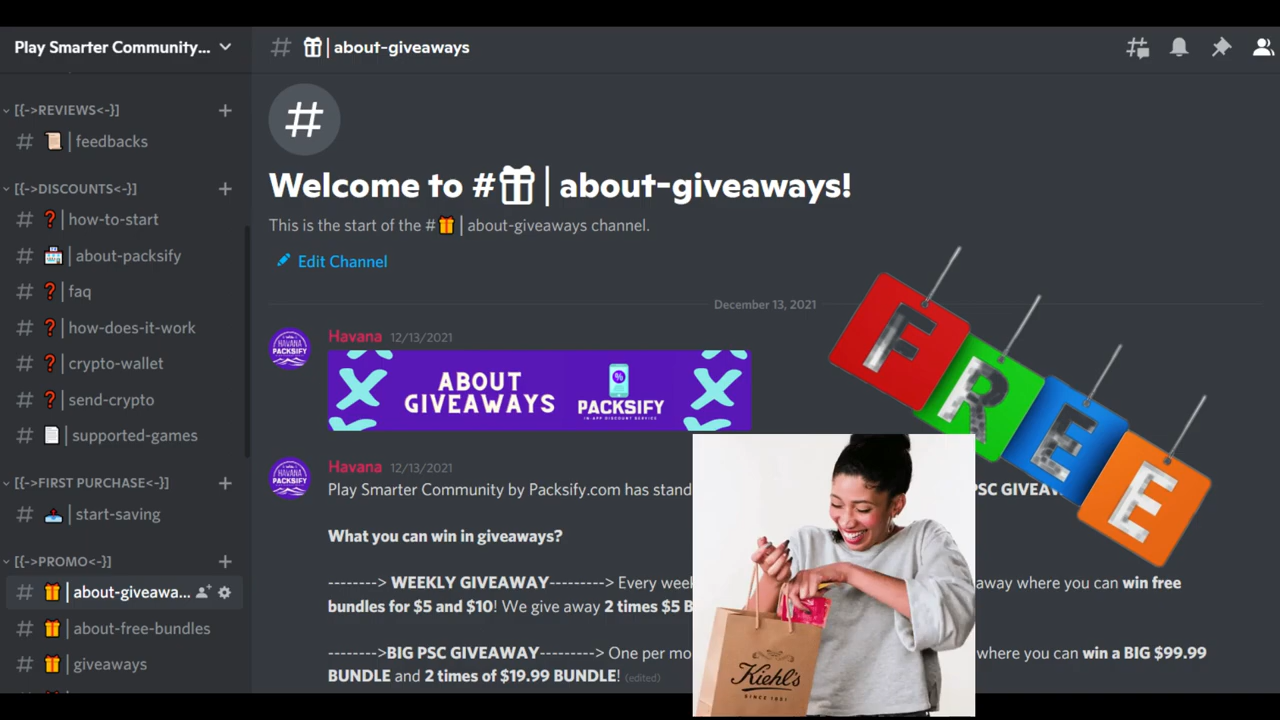 Play Smarter Community...
| about-giveaways
[{->REVIEWS<-}]
| feedbacks
[{->DISCOUNTS<-}]
| how-to-start
| about-packsify
| faq
| how-does-it-work
| crypto-wallet
| send-crypto
| supported-games
[{->FIRST PURCHASE<-}]
| start-saving
[{->PROMO<-}]
| about-giveawa...
| about-free-bundles
| giveaways
#
Welcome to # | about-giveaways!
This is the start of the # | about-giveaways channel.
Edit Channel
December 13, 2021
Havana 12/13/2021
ABOUT
GIVEAWAYS
PACKSIFY
IN APP DISCOUNT SERVICE
Havana 12/13/2021
Play Smarter Community by Packsify.com has stand
PSC
What you can win in giveaways?
--------> WEEKLY GIVEAWAY---------> Every week
away where you can win free
bundles for $5 and $10! We give away 2 times $5 B
-------->BIG PSC GIVEAWAY---------> One per mo
where you can win a BIG $99.99
BUNDLE and 2 times of $19.99 BUNDLE! (edited)
FREE
Kiehl's
SINCE 1851